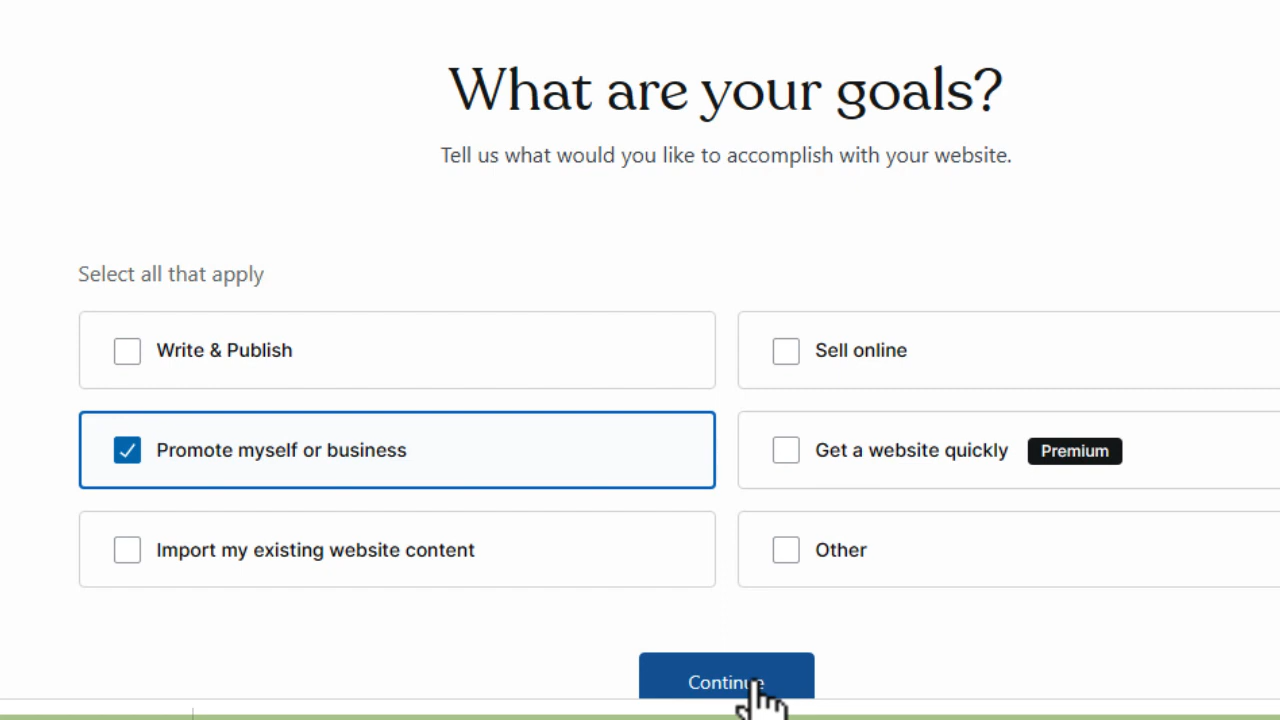 What are your goals?
Tell us what would you like to accomplish with your website.
Select all that apply
Write & Publish
Sell online
Promote myself or business
Get a website quickly Premium
Import my existing website content
Other
Continue